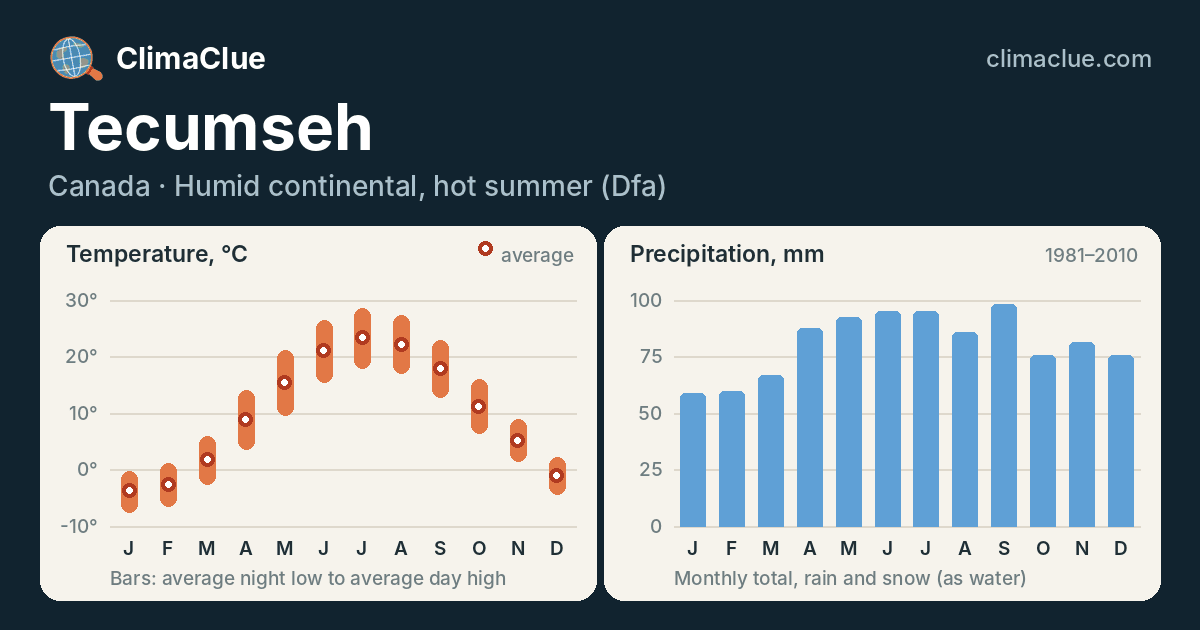 ClimaClue
climaclue.com
Tecumseh
Canada · Humid continental, hot summer (Dfa)
Temperature, °C
average
30°
20°
10°
0°
-10°
J F M A M J J A S O N D
Bars: average night low to average day high
Precipitation, mm
1981–2010
100
75
50
25
0
J F M A M J J A S O N D
Monthly total, rain and snow (as water)